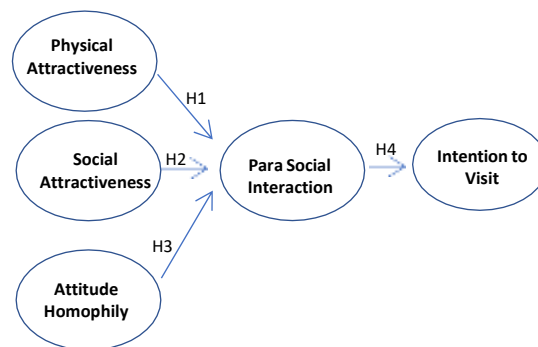 Physical
Attractiveness
H1
Social
Attractiveness
H2
Para Social
Interaction
H4
Intention to
Visit
H3
Attitude
Homophily